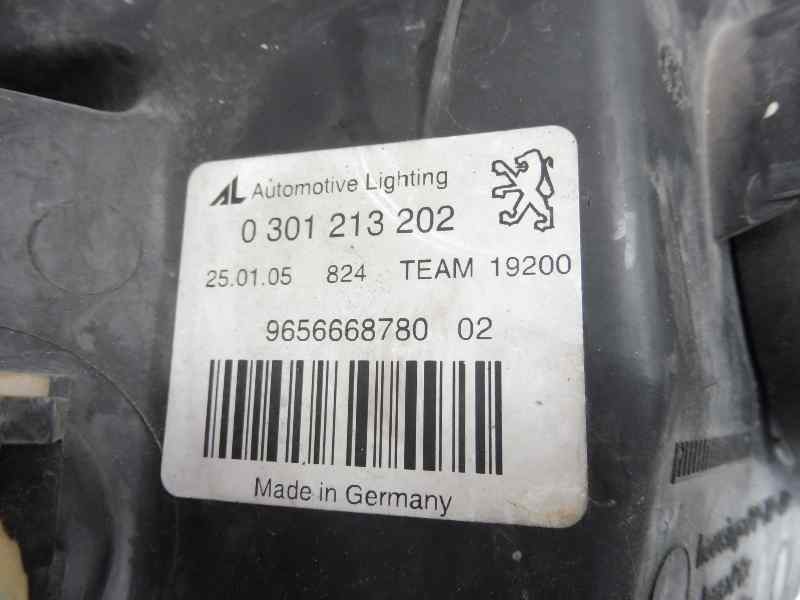 AL Automotive Lighting
0 301 213 202
25.01.05 824 TEAM 19200
9656668780 02
Made in Germany